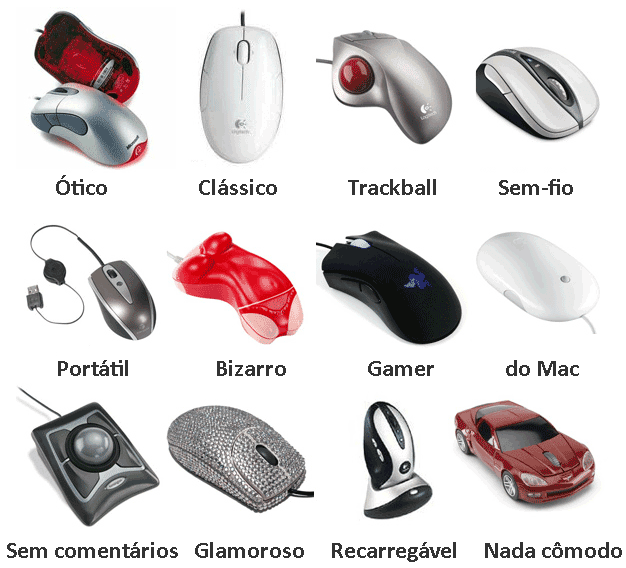 Ótico Clássico Trackball Sem-fio
Portátil Bizarro Gamer do Mac
Sem comentários Glamoroso Recarregável Nada cômodo